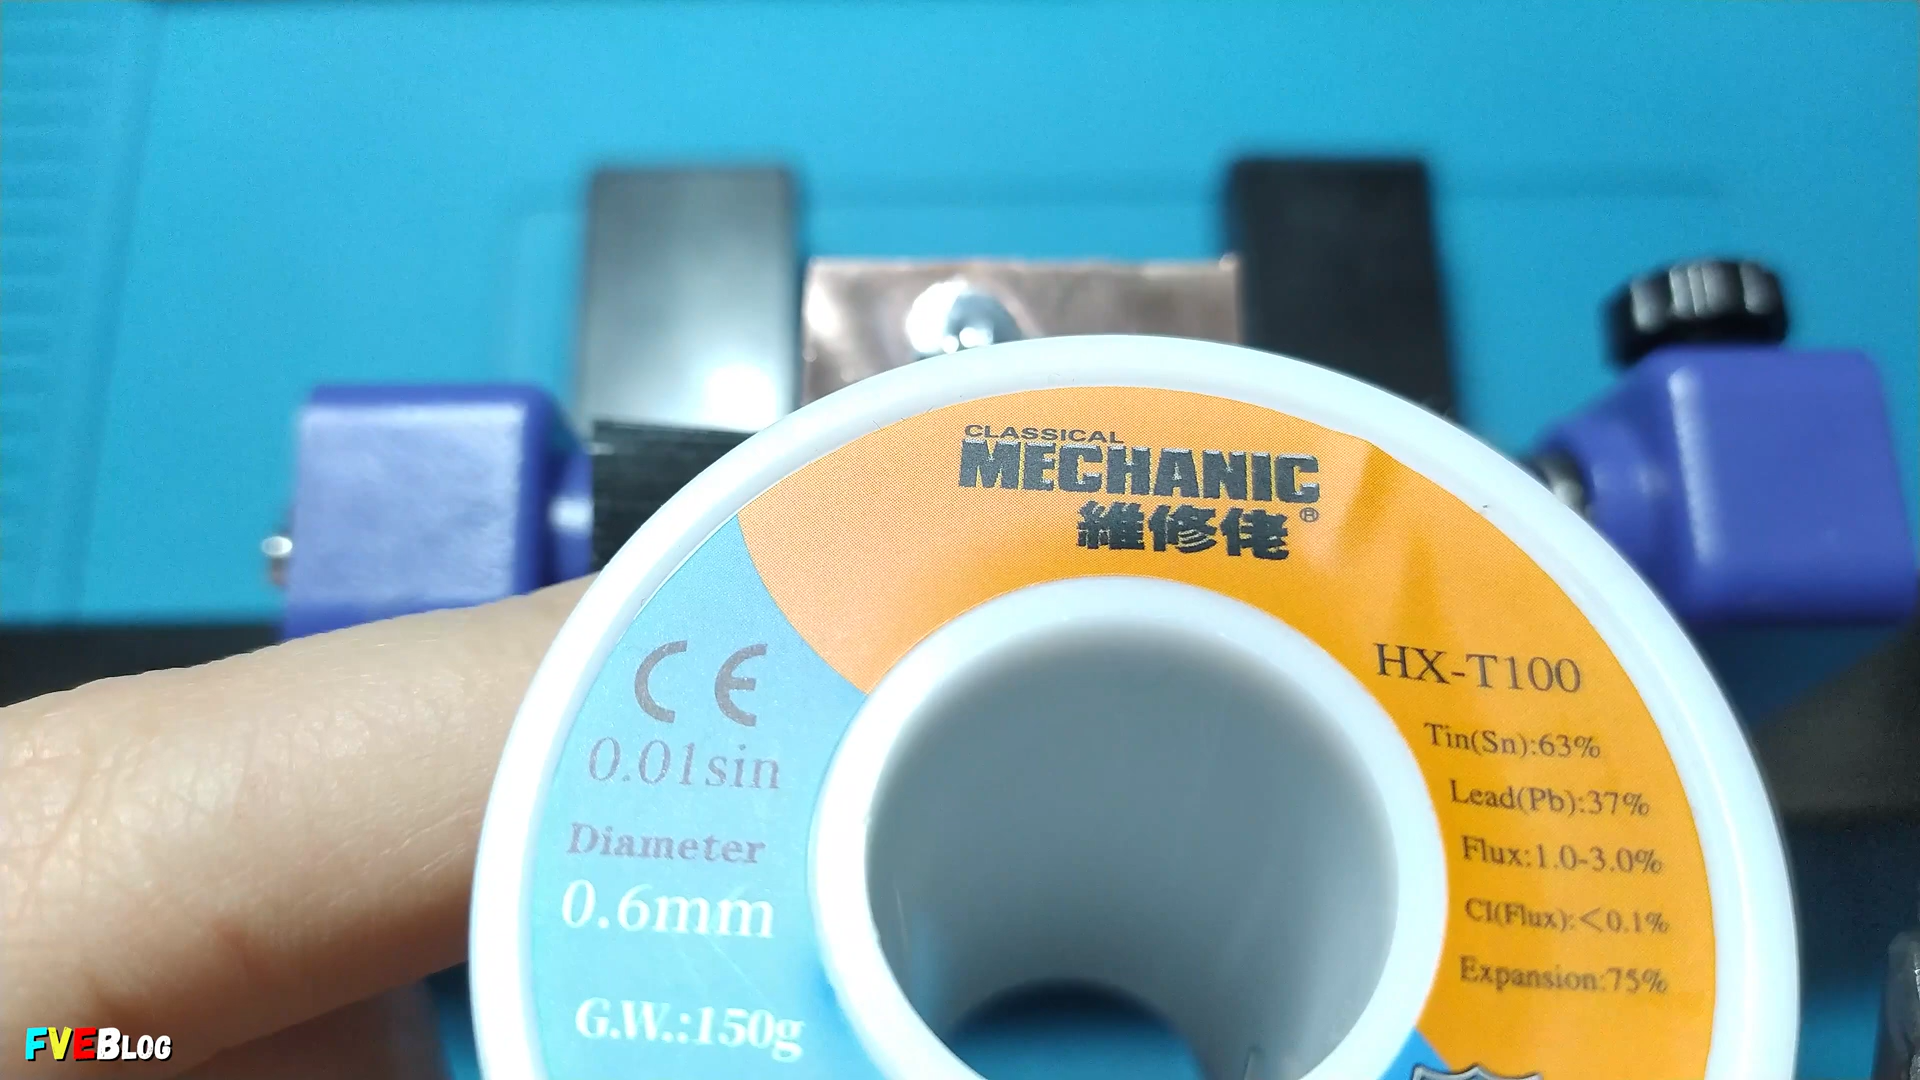 CLASSICAL
MECHANIC
維修佬®
HX-T100
Tin(Sn):63%
Lead(Pb):37%
Flux:1.0-3.0%
Cl(Flux):<0.1%
Expansion:75%
CE
0.01sin
Diameter
0.6mm
G.W.:150g
FVEBLOG